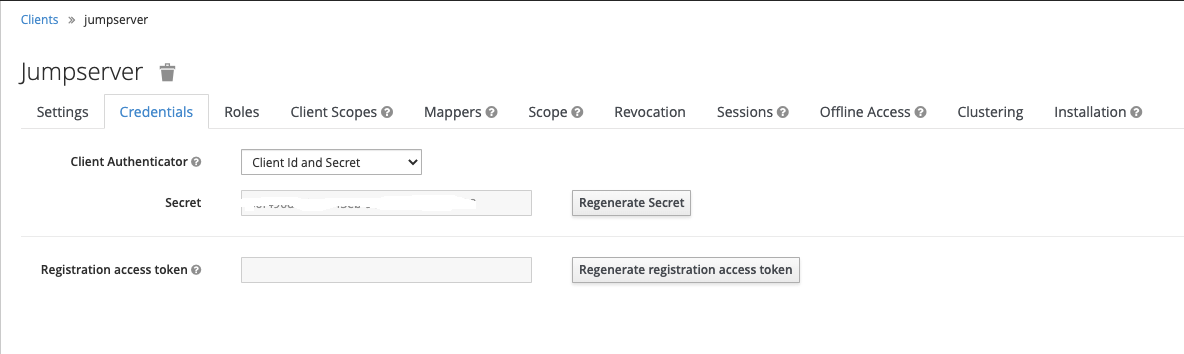 Clients » jumpserver
Jumpserver
Settings Credentials Roles Client Scopes Mappers Scope Revocation Sessions Offline Access Clustering Installation
Client Authenticator Client Id and Secret
Secret Regenerate Secret
Registration access token Regenerate registration access token